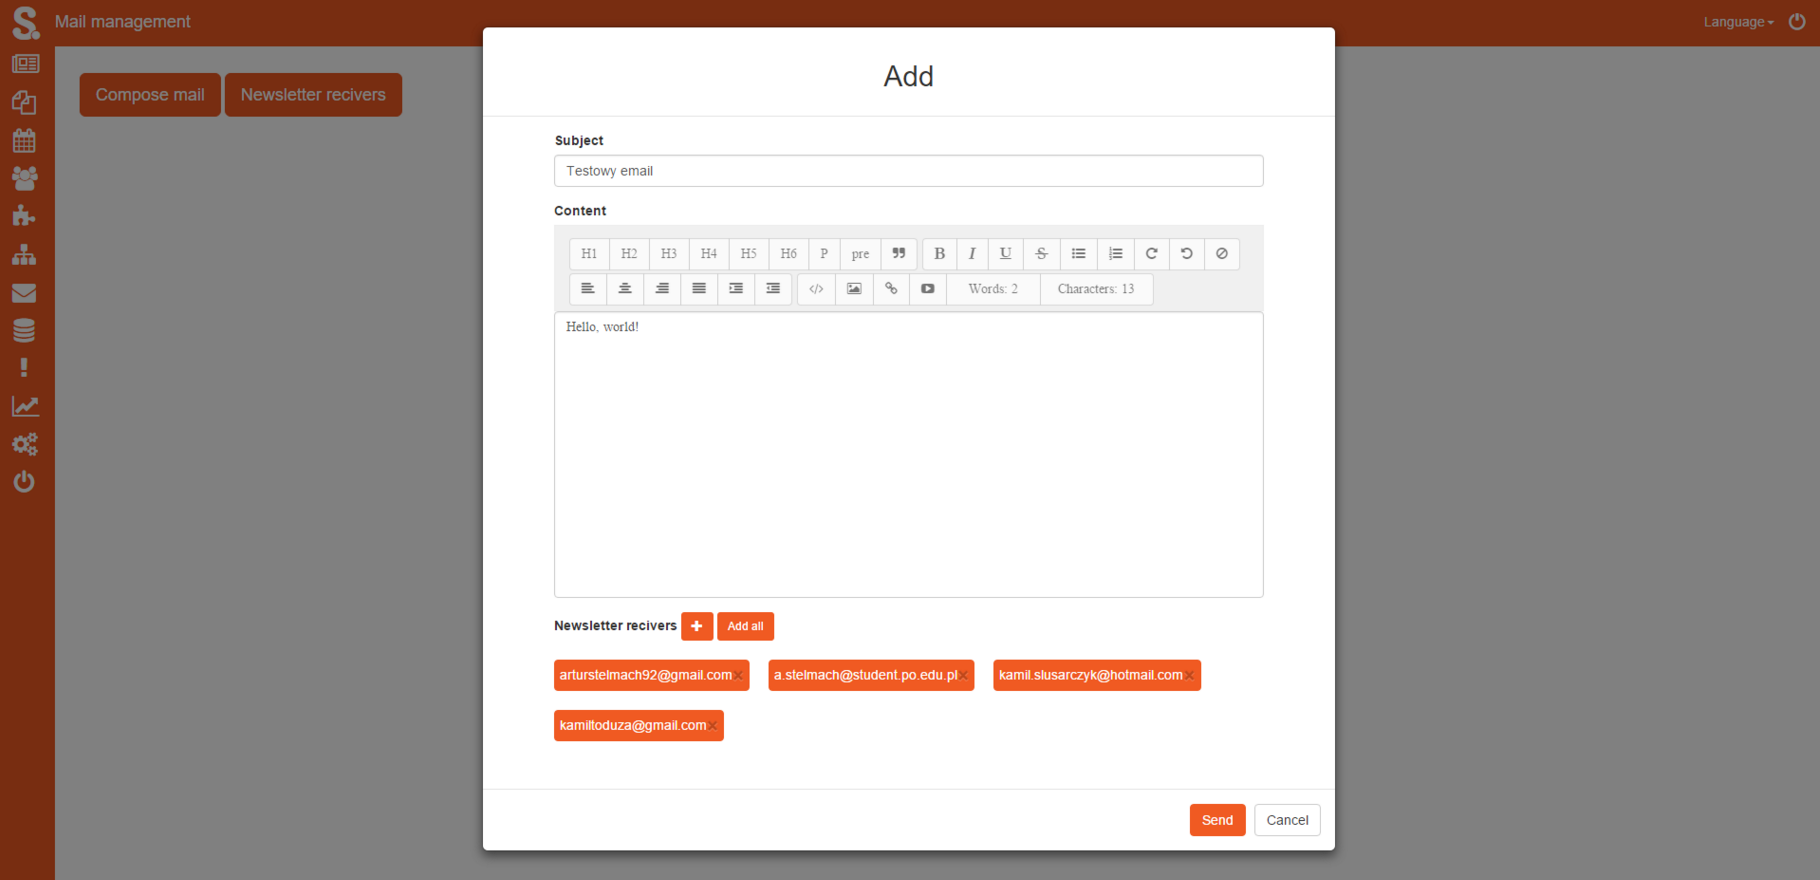 S.
Mail management
Language
Compose mail
Newsletter recivers
Add
Subject
Testowy email
Content
H1 H2 H3 H4 H5 H6 P pre B I U S
</> Words: 2 Characters: 13
Hello, world!
Newsletter recivers
Add all
arturstelmach92@gmail.com a.stelmach@student.po.edu.pl kamil.slusarczyk@hotmail.com
kamiltoduza@gmail.com
Send Cancel